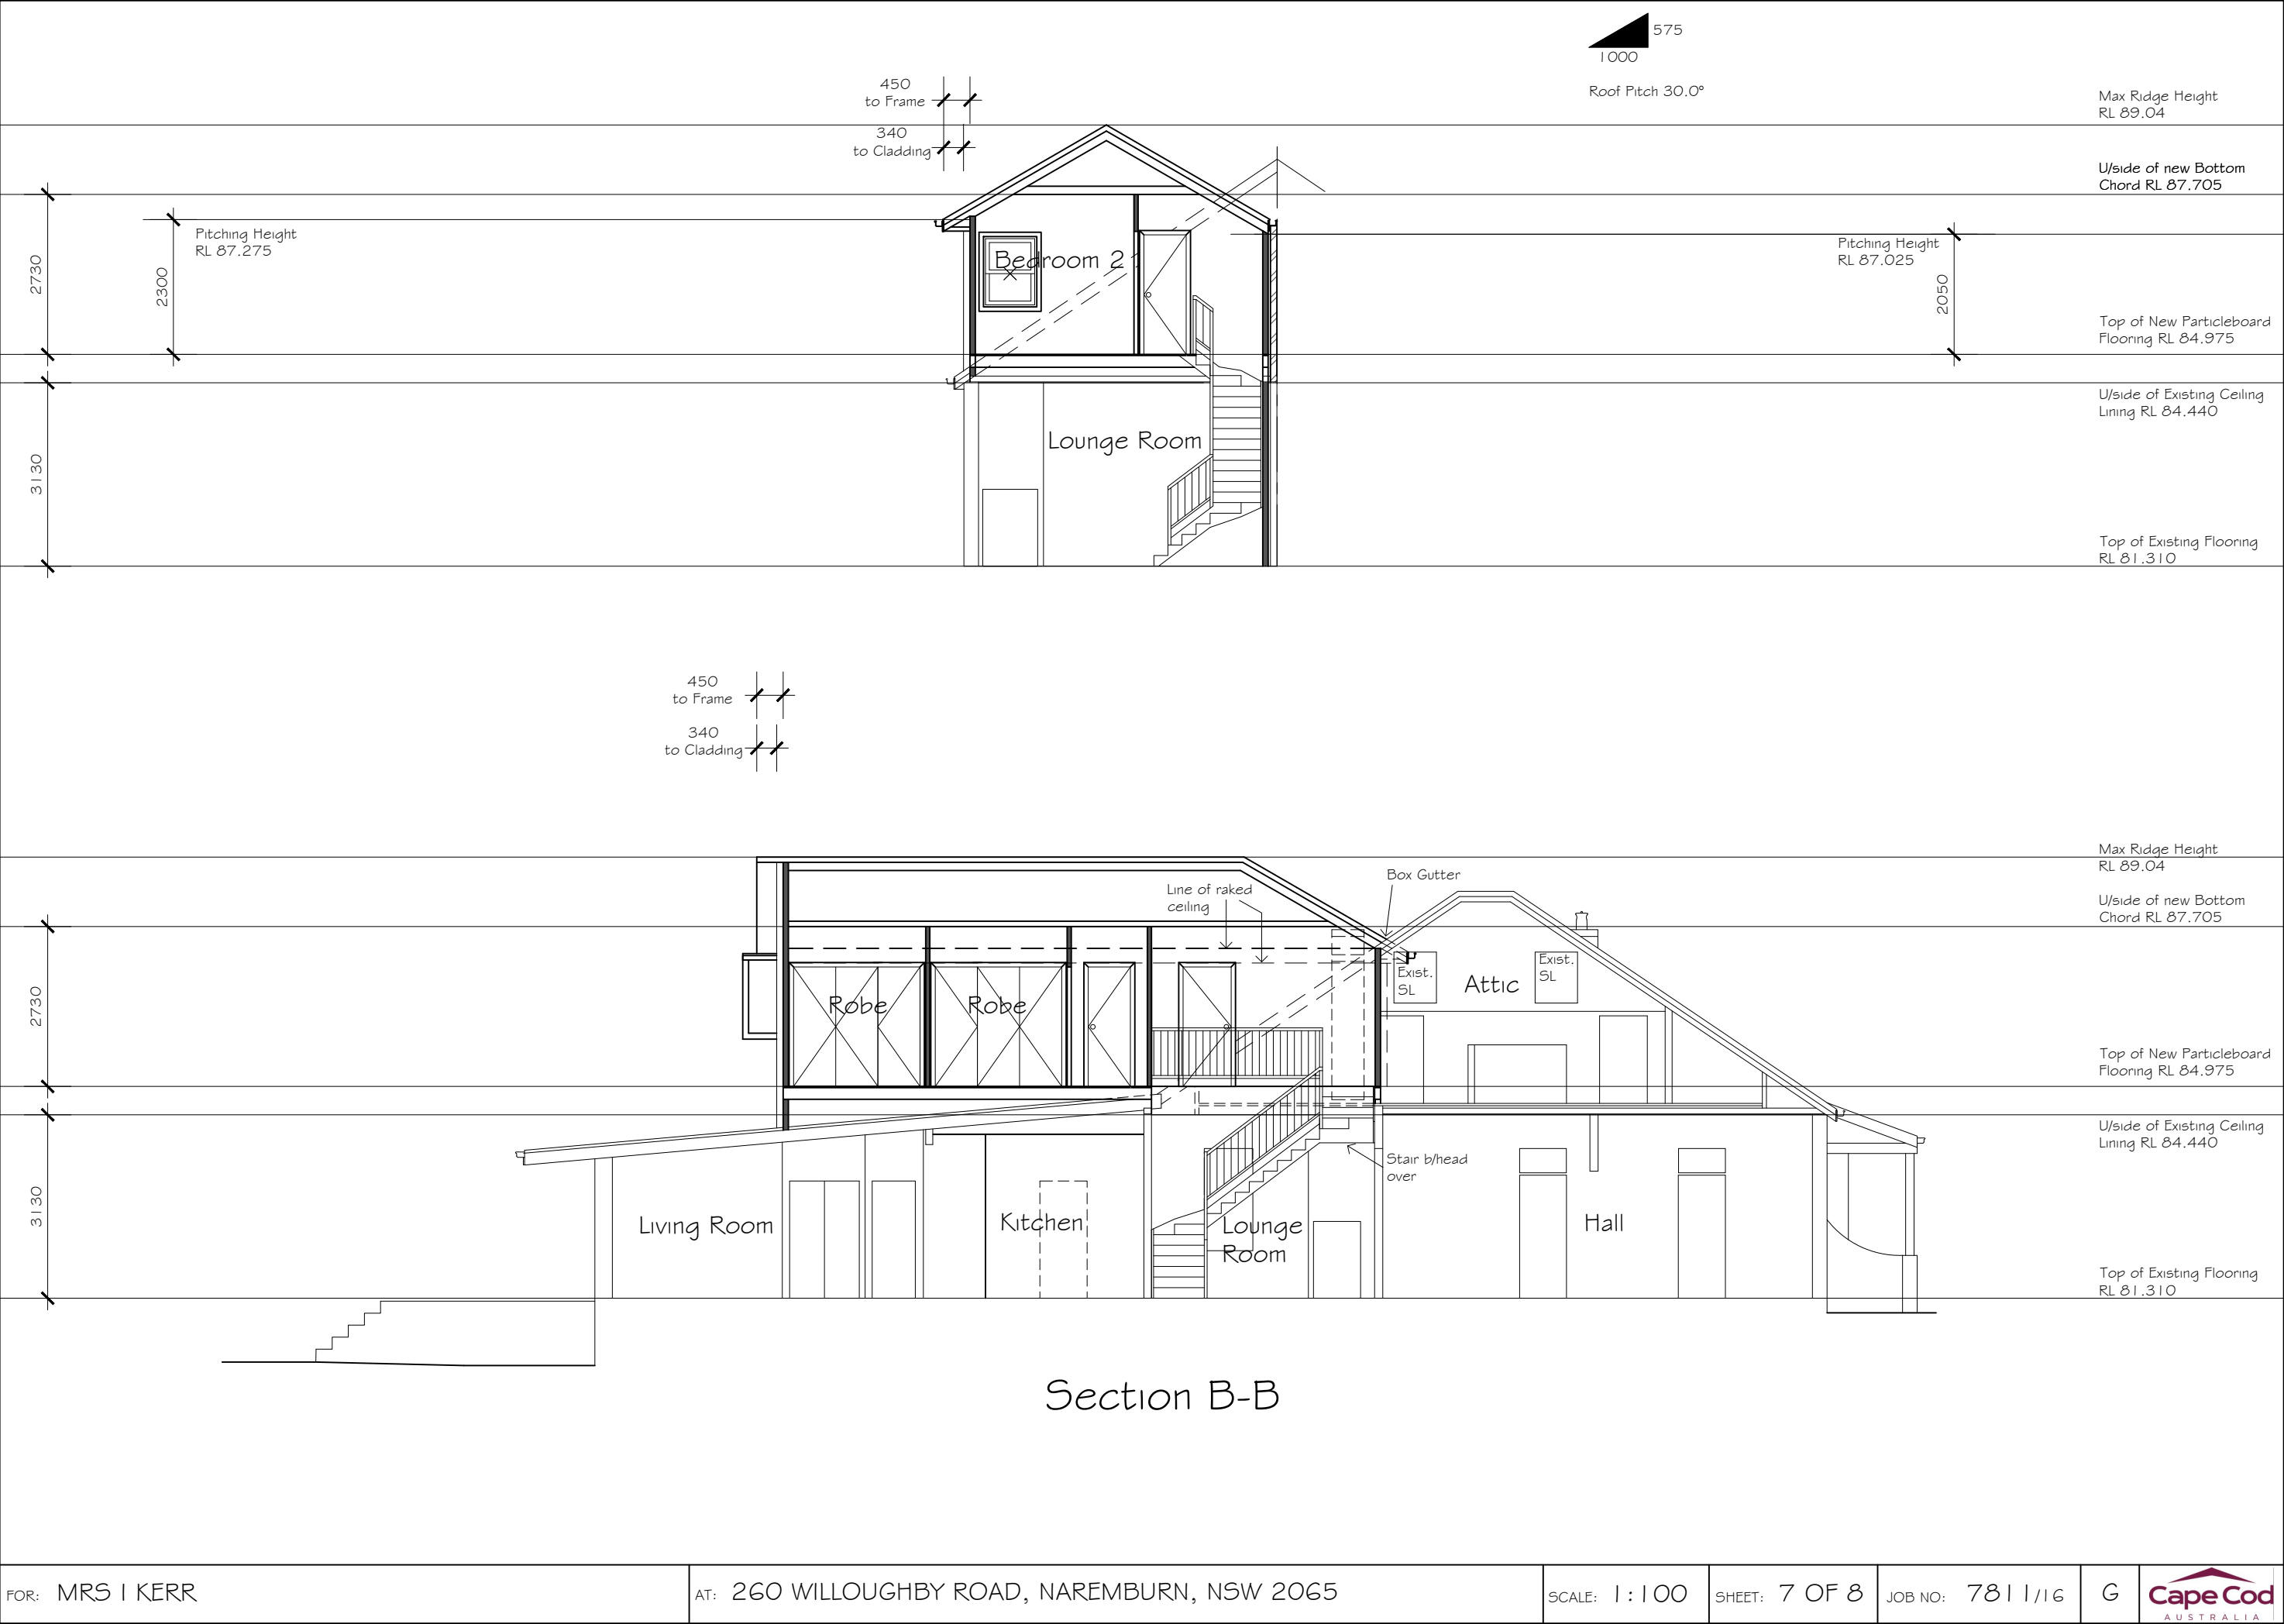 575
1000
Roof Pitch 30.0°
450
to Frame
340
to Cladding
Max Ridge Height
RL 89.04
U/side of new Bottom
Chord RL 87.705
Pitching Height
RL 87.275
Pitching Height
RL 87.025
2730
2300
2050
Bedroom 2
Top of New Particleboard
Flooring RL 84.975
U/side of Existing Ceiling
Lining RL 84.440
Lounge Room
3130
Top of Existing Flooring
RL 81.310
450
to Frame
340
to Cladding
Max Ridge Height
RL 89.04
Box Gutter
Line of raked
ceiling
U/side of new Bottom
Chord RL 87.705
Exist.
SL
Exist.
SL
Attic
2730
Robe
Robe
Top of New Particleboard
Flooring RL 84.975
U/side of Existing Ceiling
Lining RL 84.440
Stair b/head
over
3130
Living Room
Kitchen
Lounge
Room
Hall
Top of Existing Flooring
RL 81.310
Section B-B
FOR: MRS I KERR
AT: 260 WILLOUGHBY ROAD, NAREMBURN, NSW 2065
SCALE: 1:100
SHEET: 7 OF 8
JOB NO: 7811/16
G
Cape Cod
AUSTRALIA